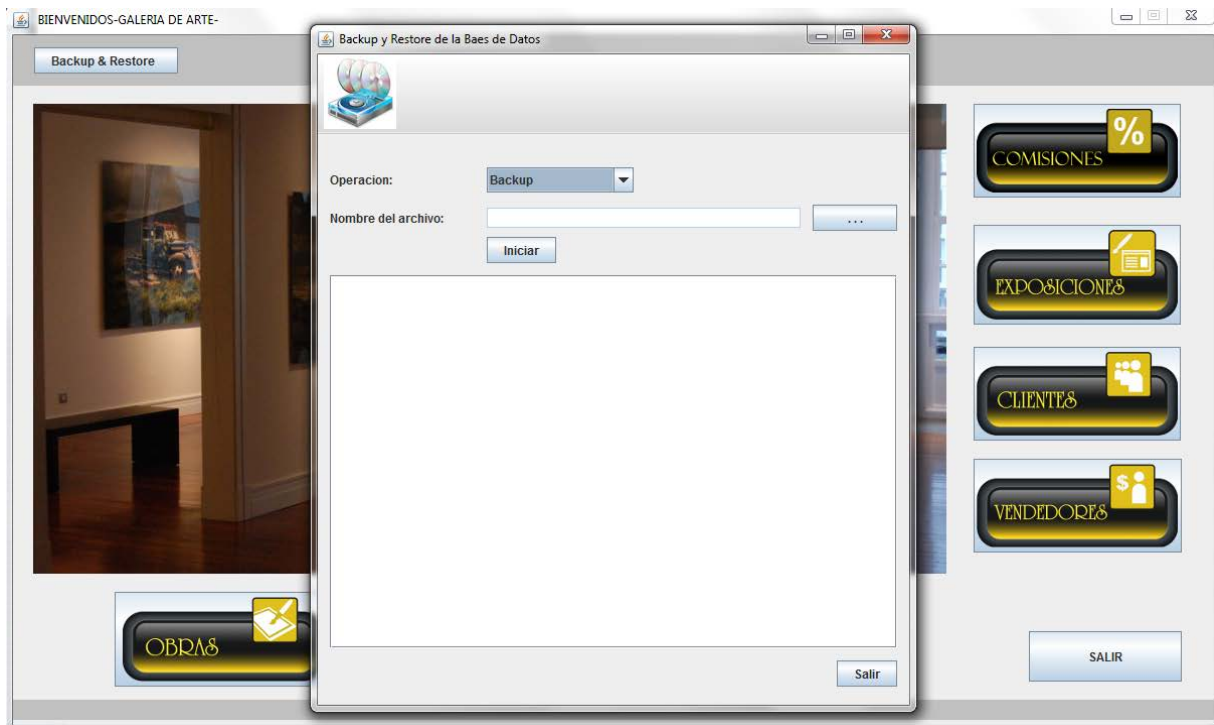 BIENVENIDOS-GALERIA DE ARTE-
Backup & Restore
Backup y Restore de la Baes de Datos
Operacion:
Backup
Nombre del archivo:
...
Iniciar
Salir
COMISIONES
%
EXPOSICIONES
CLIENTES
VENDEDORES
$
OBRAS
SALIR